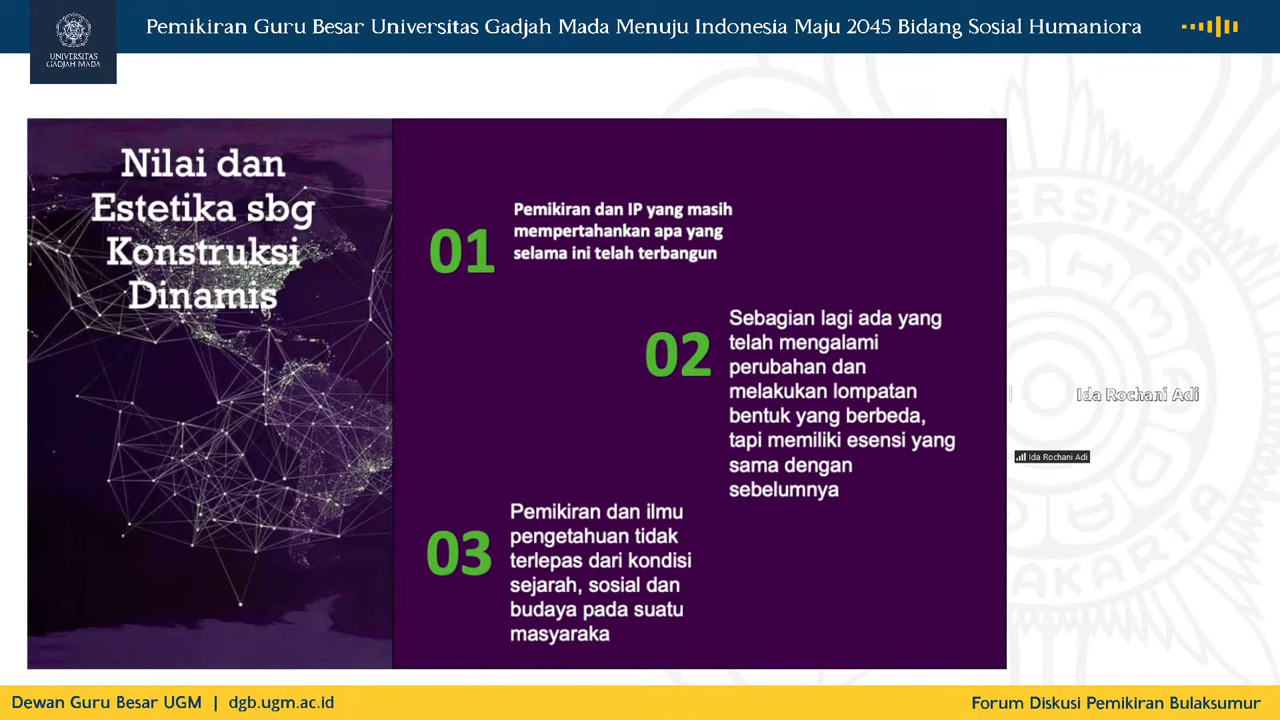 Pemikiran Guru Besar Universitas Gadjah Mada Menuju Indonesia Maju 2045 Bidang Sosial Humaniora
UNIVERSITAS
GADJAH MADA
Nilai dan
Estetika sbg
Konstruksi
Dinamis
01
Pemikiran dan IP yang masih
mempertahankan apa yang
selama ini telah terbangun
02
Sebagian lagi ada yang
telah mengalami
perubahan dan
melakukan lompatan
bentuk yang berbeda,
tapi memiliki esensi yang
sama dengan
sebelumnya
03
Pemikiran dan ilmu
pengetahuan tidak
terlepas dari kondisi
sejarah, sosial dan
budaya pada suatu
masyaraka
Ida Rochani Adi
Ida Rochani Adi
Dewan Guru Besar UGM | dgb.ugm.ac.id
Forum Diskusi Pemikiran Bulaksumur